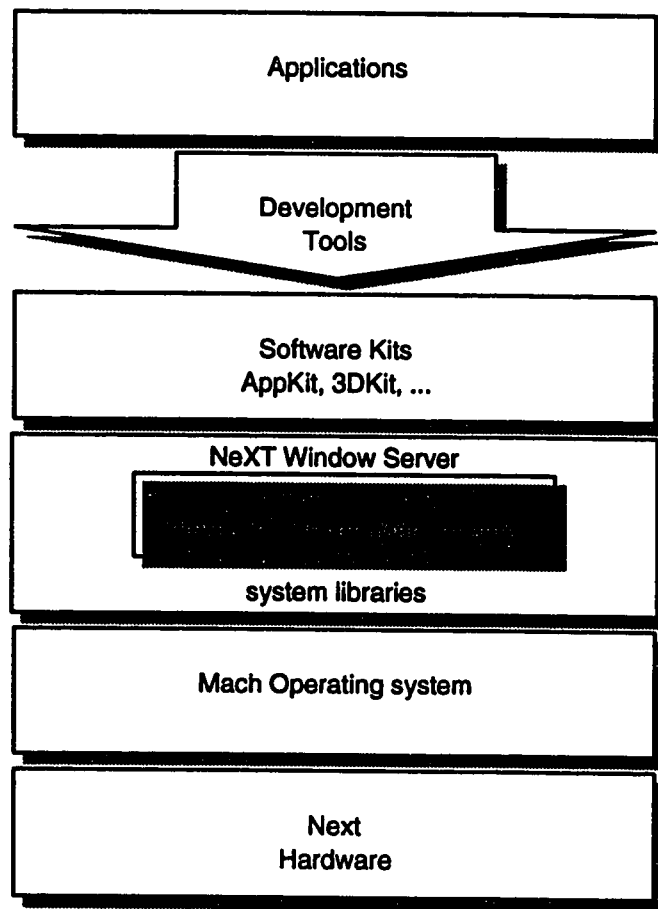 Applications
Development
Tools
Software Kits
AppKit, 3DKit, ...
NeXT Window Server
system libraries
Mach Operating system
Next
Hardware